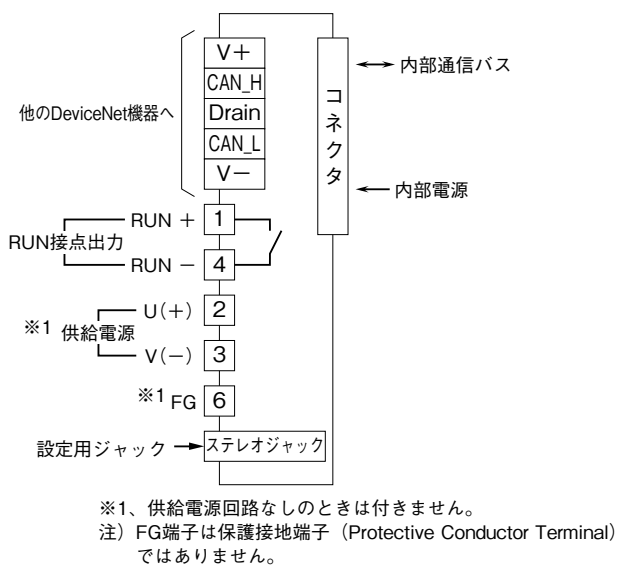 V+
CAN_H
Drain
CAN_L
V−
他のDeviceNet機器へ
コネクタ
内部通信バス
内部電源
RUN + 1
RUN接点出力
RUN − 4
U(+) 2
※1 供給電源
V(−) 3
※1 FG 6
設定用ジャック
ステレオジャック
※1、供給電源回路なしのときは付きません。
注）FG端子は保護接地端子（Protective Conductor Terminal）
ではありません。